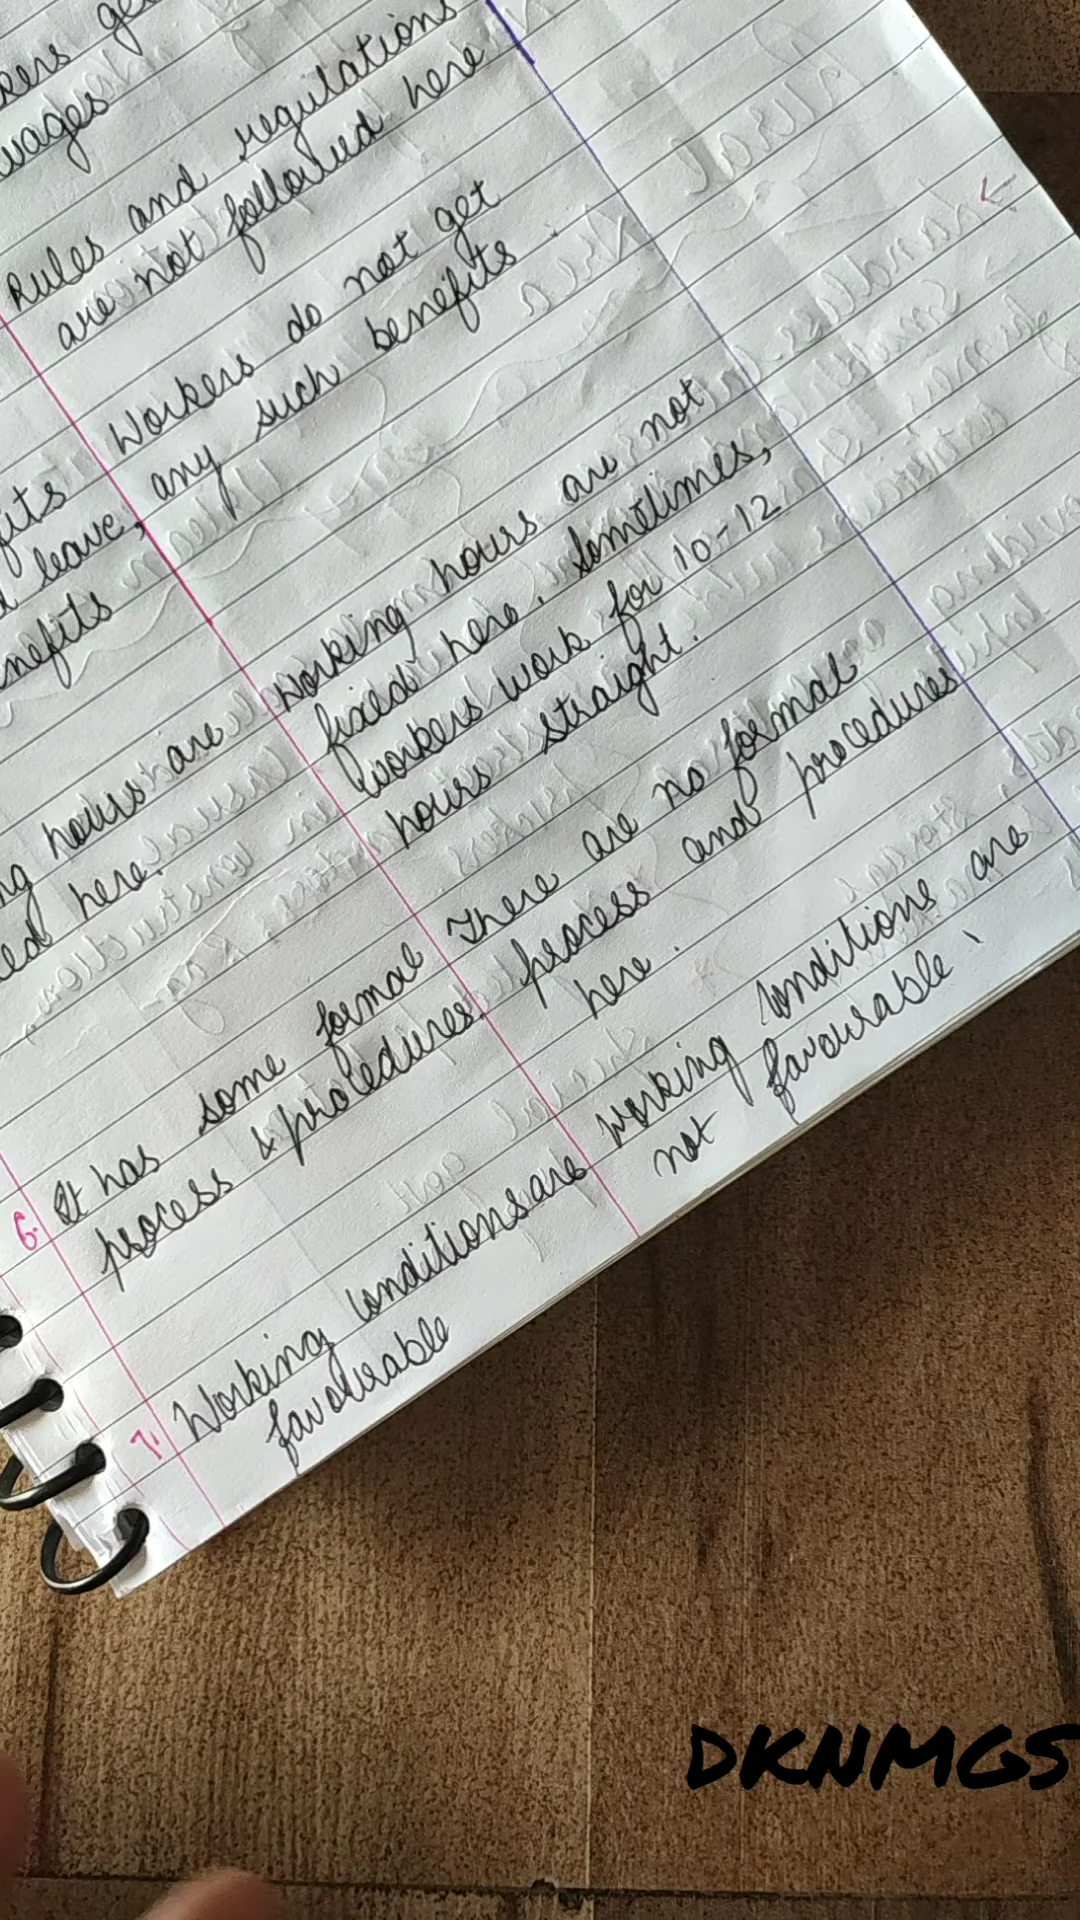 wages
Rules and regulations
are not followed here
Workers do not get
any such benefits.
leave,
Working hours are not
fixed here. Sometimes,
workers work for 10-12
hours straight.
hours are
here.
6. It has some formal
process & procedures.
There are no formal
process and procedures
here.
7. Working conditions are
favourable
Working conditions are
not favourable.
DKNMGS